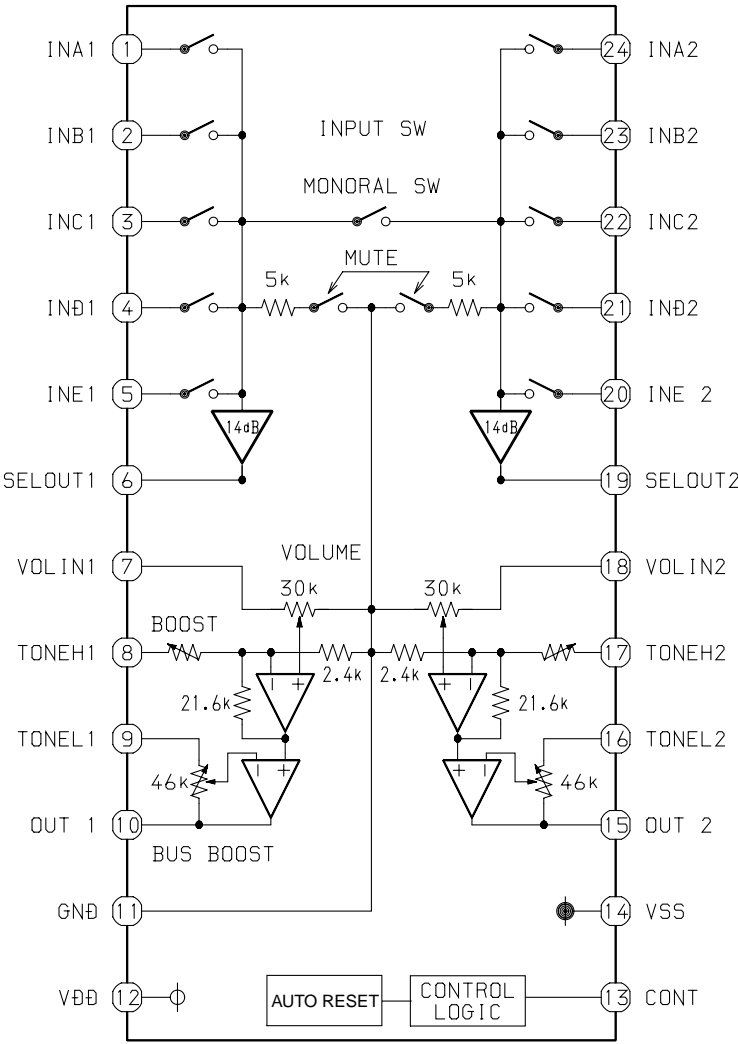 INA1 1 24 INA2
INB1 2 INPUT SW 23 INB2
MONORAL SW
INC1 3 22 INC2
MUTE
5k 5k
IND1 4 21 IND2
INE1 5 20 INE 2
14dB 14dB
SELOUT1 6 19 SELOUT2
VOLUME
VOLIN1 7 18 VOLIN2
30k 30k
BOOST
TONEH1 8 17 TONEH2
2.4k 2.4k
- + + -
21.6k 21.6k
TONEL1 9 16 TONEL2
- + + -
46k 46k
OUT 1 10 15 OUT 2
BUS BOOST
GND 11 14 VSS
VDD 12 AUTO RESET CONTROL 13 CONT
LOGIC